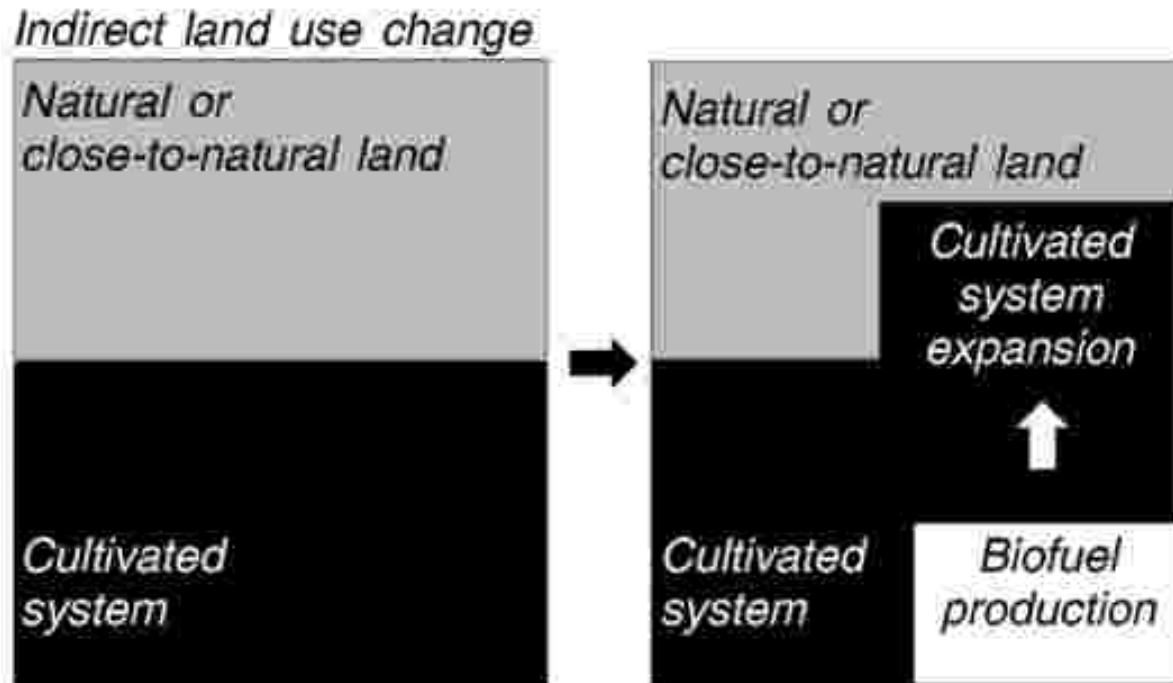 Indirect land use change
Natural or
close-to-natural land
Cultivated
system
Natural or
close-to-natural land
Cultivated
system
expansion
Cultivated
system
Biofuel
production